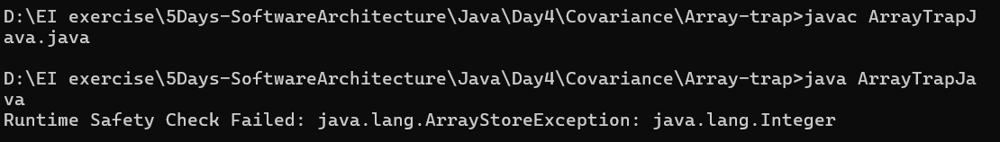 D:\EI exercise\5Days-SoftwareArchitecture\Java\Day4\Covariance\Array-trap>javac ArrayTrapJ
ava.java
D:\EI exercise\5Days-SoftwareArchitecture\Java\Day4\Covariance\Array-trap>java ArrayTrapJa
va
Runtime Safety Check Failed: java.lang.ArrayStoreException: java.lang.Integer